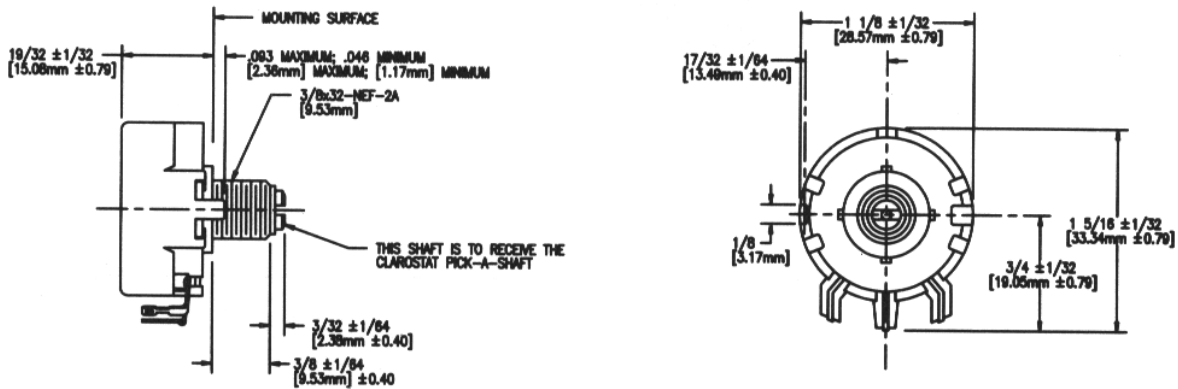 MOUNTING SURFACE
19/32 ±1/32
[15.08mm ±0.79]
.093 MAXIMUM; .046 MINIMUM
[2.36mm] MAXIMUM; [1.17mm] MINIMUM
3/8x32-NEF-2A
[9.53mm]
THIS SHAFT IS TO RECEIVE THE
CLAROSTAT PICK-A-SHAFT
3/32 ±1/64
[2.38mm ±0.40]
3/8 ±1/64
[9.53mm] ±0.40
1 1/8 ±1/32
[28.57mm ±0.79]
17/32 ±1/64
[13.49mm ±0.40]
1/8
[3.17mm]
1 5/16 ±1/32
[33.34mm ±0.79]
3/4 ±1/32
[19.05mm ±0.79]